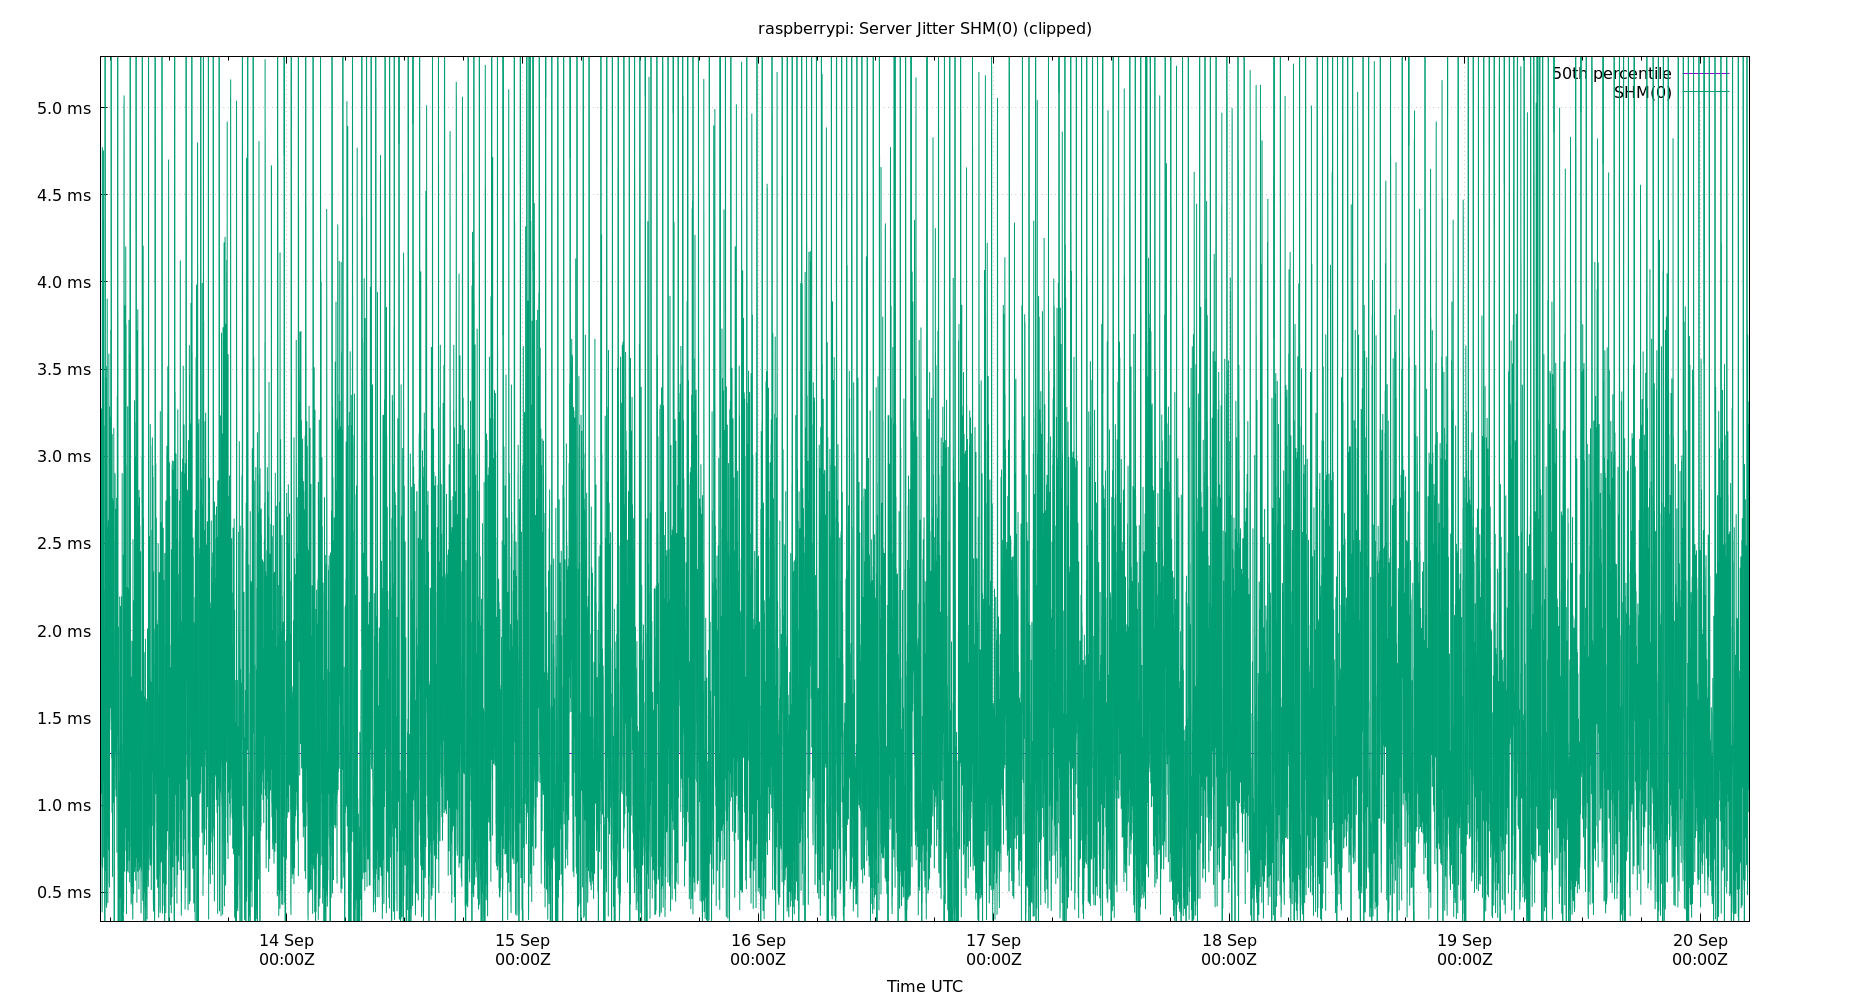 raspberrypi: Server Jitter SHM(0) (clipped)
50th percentile
SHM(0)
5.0 ms
4.5 ms
4.0 ms
3.5 ms
3.0 ms
2.5 ms
2.0 ms
1.5 ms
1.0 ms
0.5 ms
14 Sep 15 Sep 16 Sep 17 Sep 18 Sep 19 Sep 20 Sep
00:00Z 00:00Z 00:00Z 00:00Z 00:00Z 00:00Z 00:00Z
Time UTC